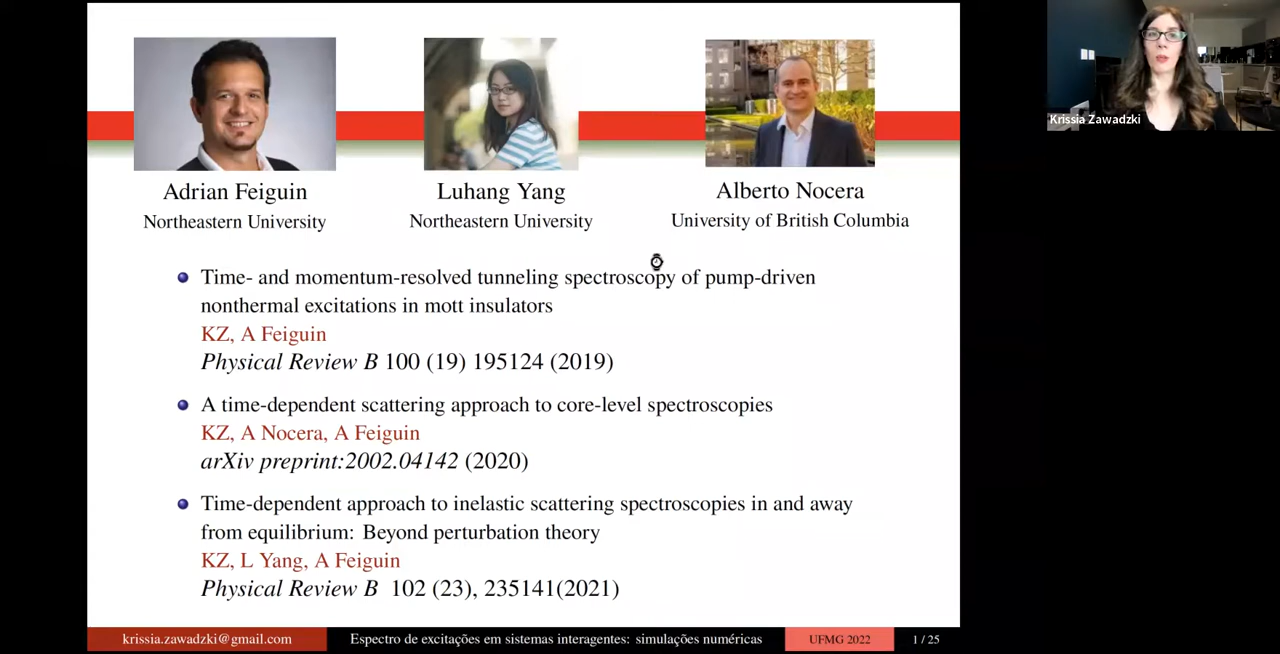 Krissia Zawadzki
Adrian Feiguin
Northeastern University
Luhang Yang
Northeastern University
Alberto Nocera
University of British Columbia
Time- and momentum-resolved tunneling spectroscopy of pump-driven
nonthermal excitations in mott insulators
KZ, A Feiguin
Physical Review B 100 (19) 195124 (2019)
A time-dependent scattering approach to core-level spectroscopies
KZ, A Nocera, A Feiguin
arXiv preprint:2002.04142 (2020)
Time-dependent approach to inelastic scattering spectroscopies in and away
from equilibrium: Beyond perturbation theory
KZ, L Yang, A Feiguin
Physical Review B 102 (23), 235141(2021)
krissia.zawadzki@gmail.com
Espectro de excitações em sistemas interagentes: simulações numéricas
UFMG 2022
1 / 25